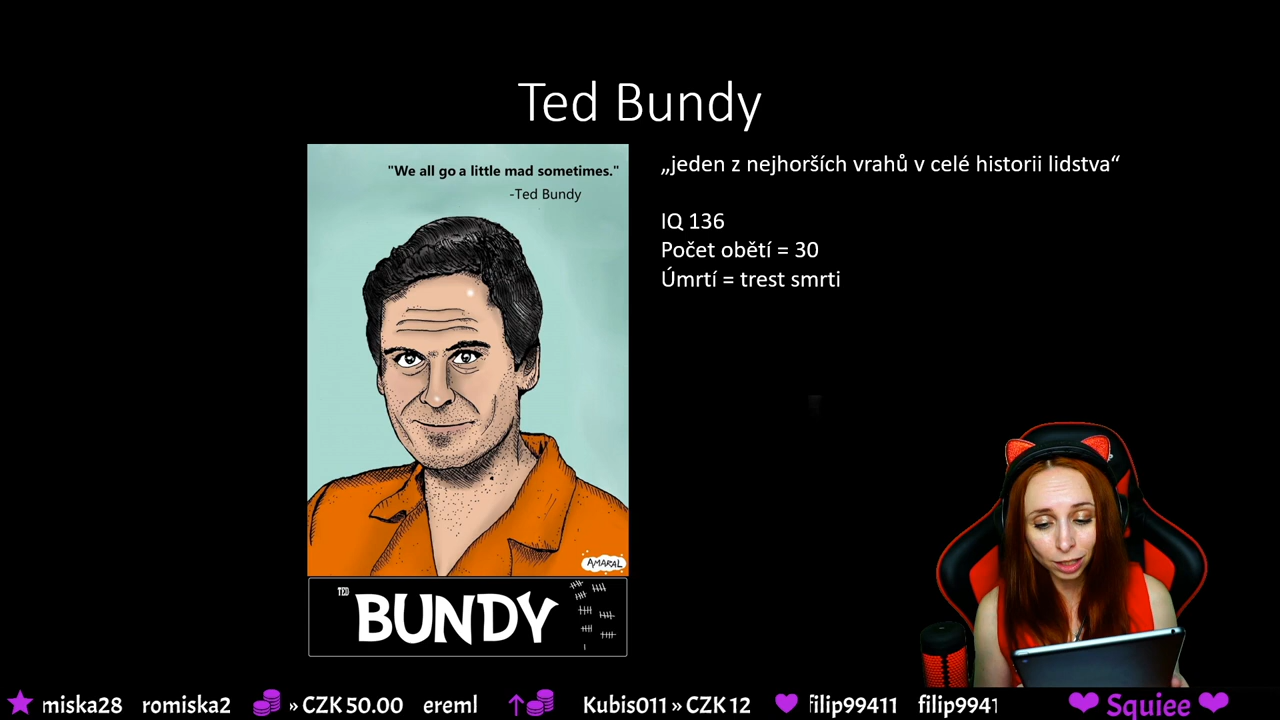 Ted Bundy
"We all go a little mad sometimes."
-Ted Bundy
„jeden z nejhorších vrahů v celé historii lidstva“
IQ 136
Počet obětí = 30
Úmrtí = trest smrti
AMARAL
TED
BUNDY
miska28 romiska2 » CZK 50.00 ereml Kubis011 » CZK 12 filip99411 filip9941 Squiee